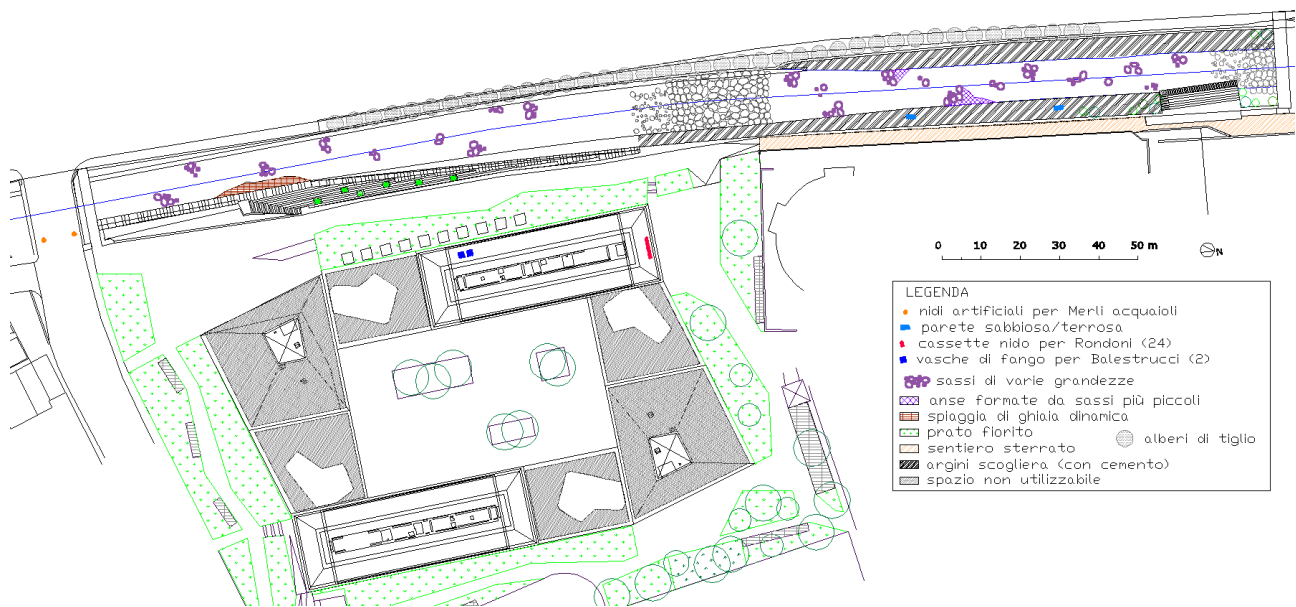 0 10 20 30 40 50 m
N
LEGENDA
nidi artificiali per Merli acquaioli
parete sabbiosa/terrosa
cassette nido per Rondoni (24)
vasche di fango per Balestrucci (2)
sassi di varie grandezze
anse formate da sassi più piccoli
spiaggia di ghiaia dinamica
prato fiorito
alberi di tiglio
sentiero sterrato
argini scogliera (con cemento)
spazio non utilizzabile